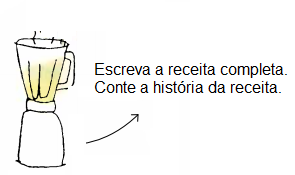 Escreva a receita completa.
Conte a história da receita.